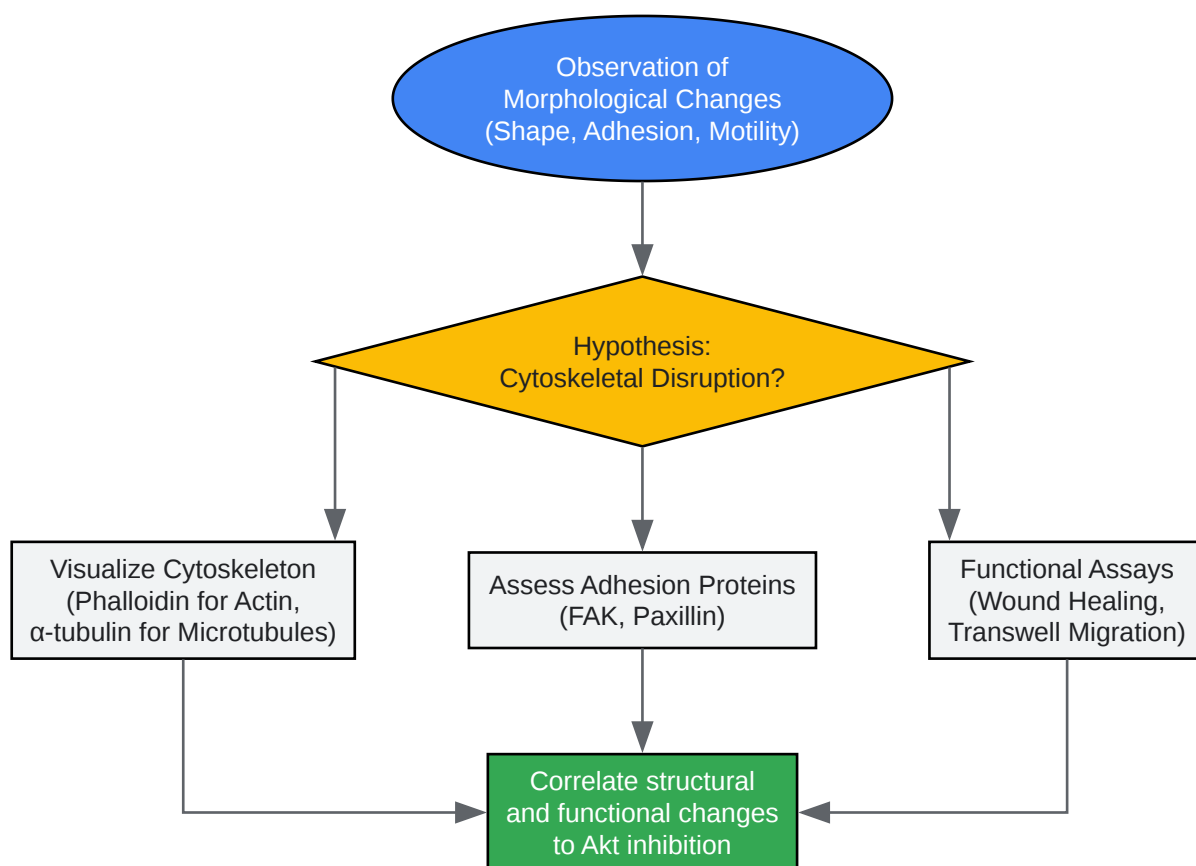 Observation of
Morphological Changes
(Shape, Adhesion, Motility)
Hypothesis:
Cytoskeletal Disruption?
Visualize Cytoskeleton
(Phalloidin for Actin,
α-tubulin for Microtubules)
Assess Adhesion Proteins
(FAK, Paxillin)
Functional Assays
(Wound Healing,
Transwell Migration)
Correlate structural
and functional changes
to Akt inhibition